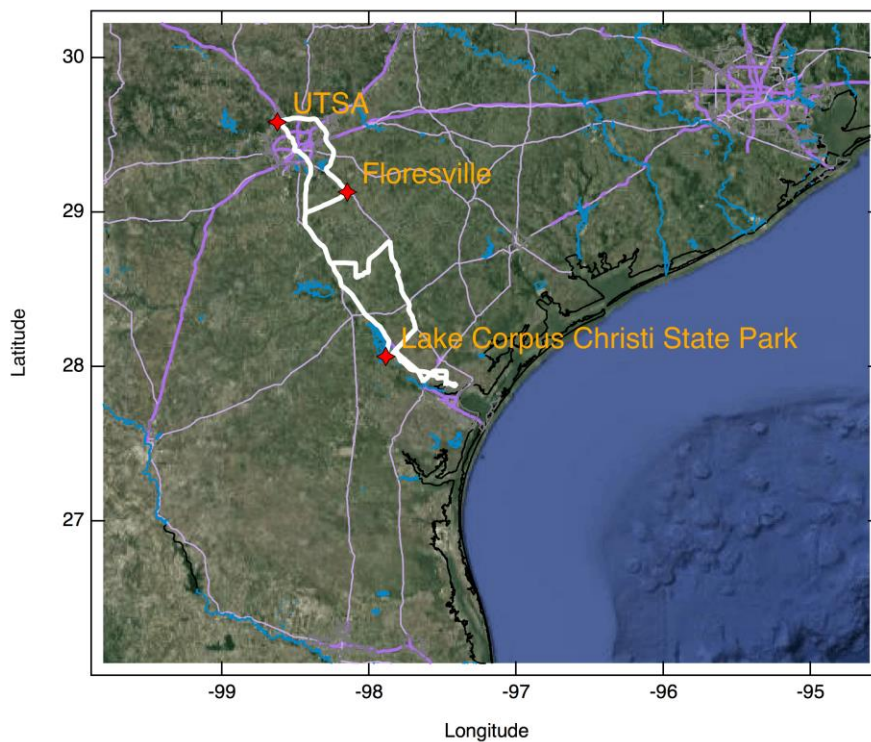 30
UTSA
Floresville
29
Latitude
28
Lake Corpus Christi State Park
27
-99
-98
-97
-96
-95
Longitude